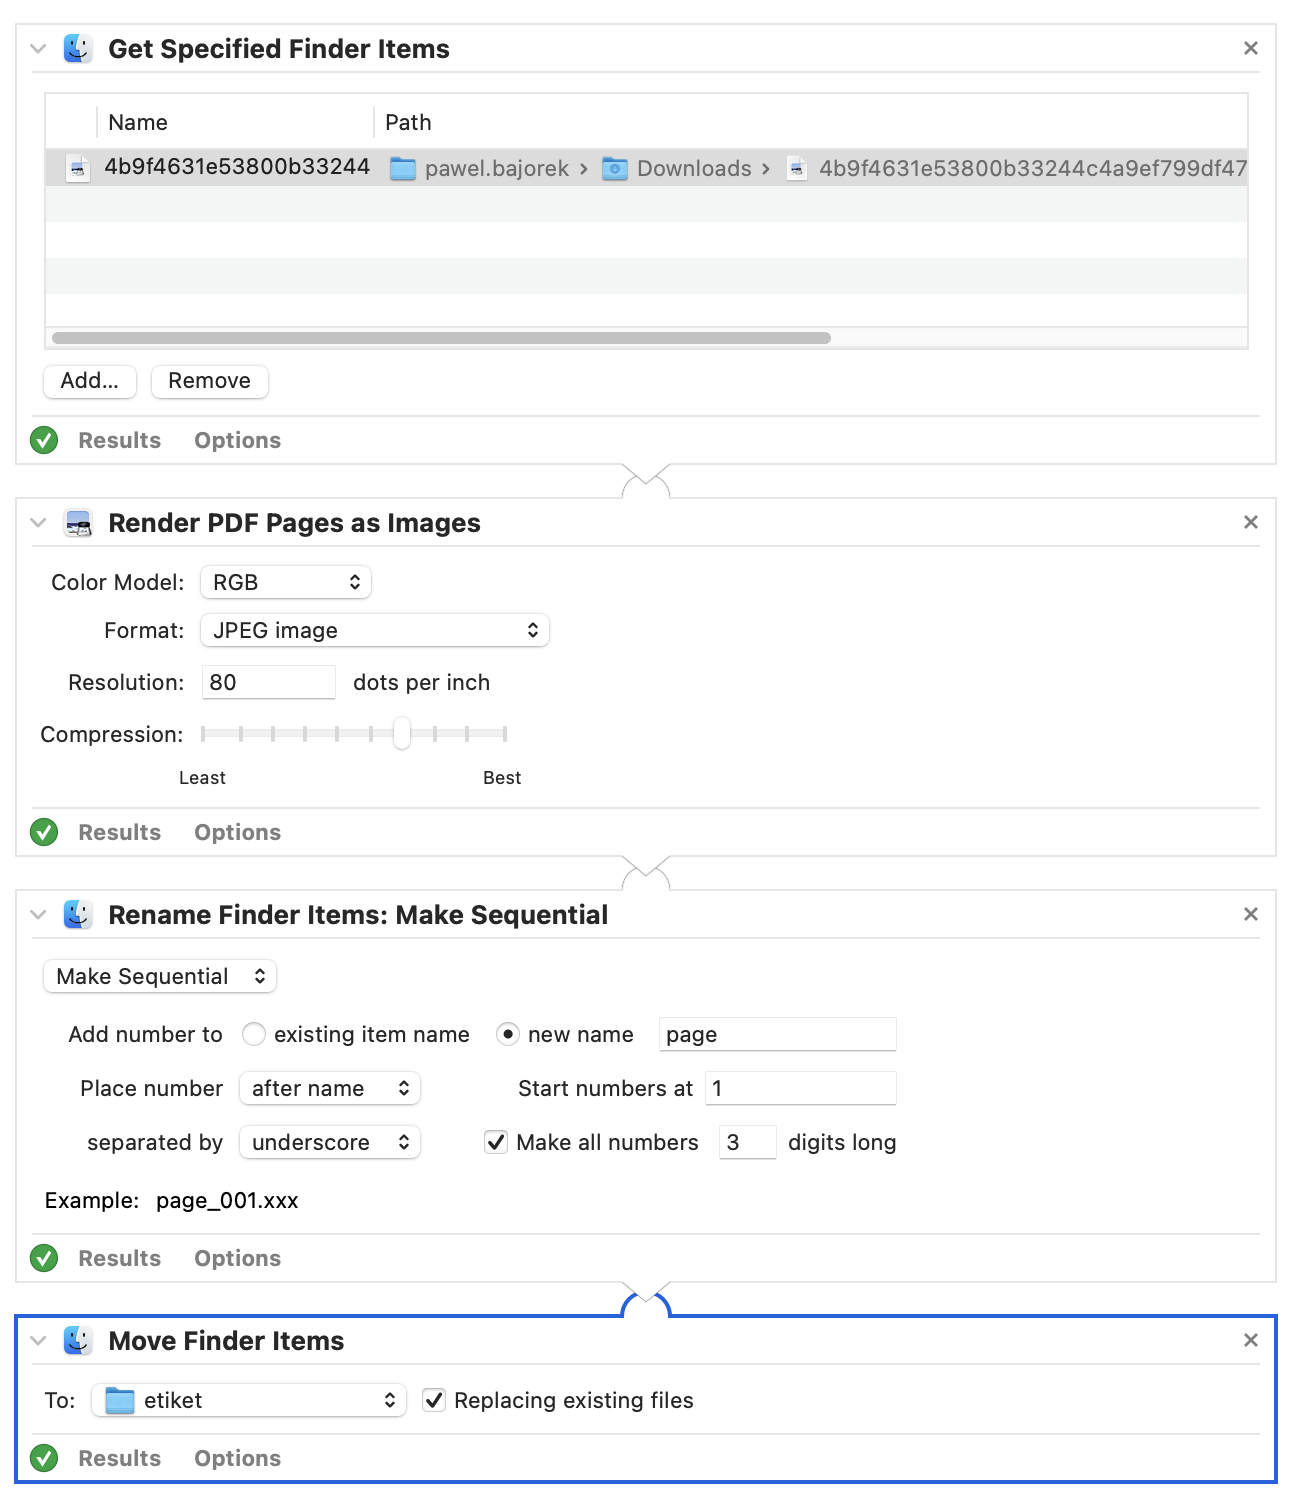 Get Specified Finder Items
Name Path
4b9f4631e53800b33244 pawel.bajorek › Downloads › 4b9f4631e53800b33244c4a9ef799df47
Add... Remove
Results Options
Render PDF Pages as Images
Color Model: RGB
Format: JPEG image
Resolution: 80 dots per inch
Compression:
Least Best
Results Options
Rename Finder Items: Make Sequential
Make Sequential
Add number to existing item name new name page
Place number after name Start numbers at 1
separated by underscore Make all numbers 3 digits long
Example: page_001.xxx
Results Options
Move Finder Items
To: etiket Replacing existing files
Results Options